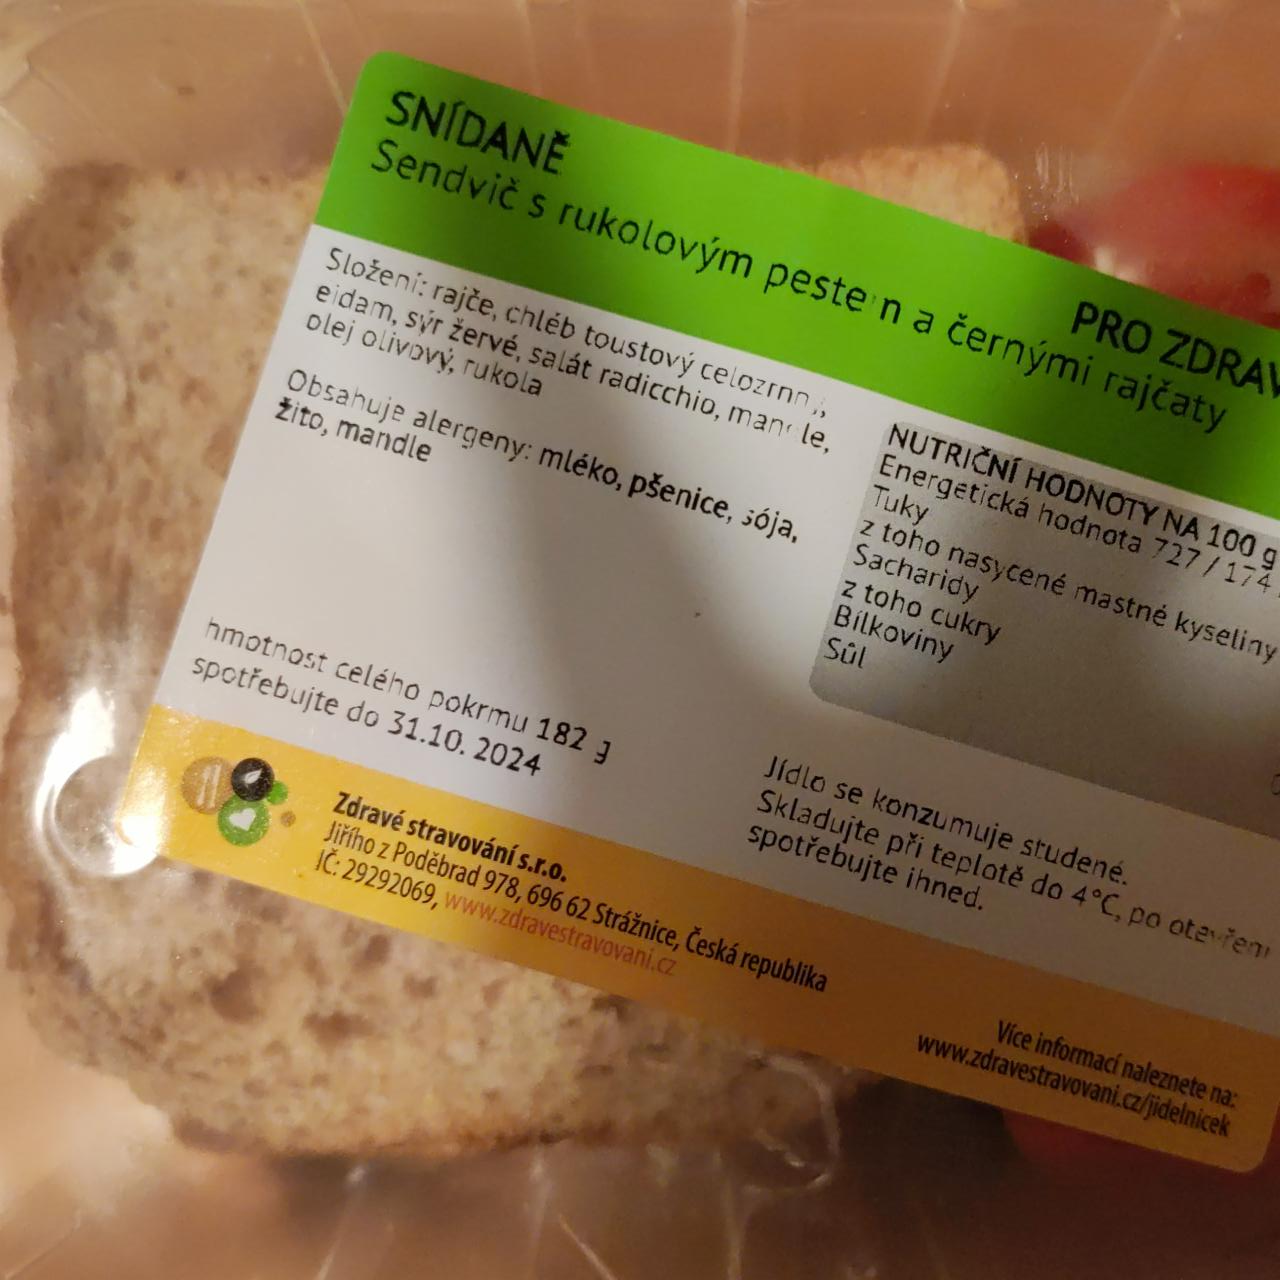 SNÍDANĚ
Sendvič s rukolovým pestem a černými rajčaty
PRO ZDRAV
Složení: rajče, chléb toustový celozrnný,
eidam, sýr žervé, salát radicchio, mandle,
olej olivový, rukola
Obsahuje alergeny: mléko, pšenice, sója,
žito, mandle
hmotnost celého pokrmu 182 g
spotřebujte do 31.10. 2024
NUTRIČNÍ HODNOTY NA 100 g
Energetická hodnota 727 / 174
Tuky
z toho nasycené mastné kyseliny
Sacharidy
z toho cukry
Bílkoviny
Sůl
Jídlo se konzumuje studené.
Skladujte při teplotě do 4°C, po otevření
spotřebujte ihned.
Zdravé stravování s.r.o.
Jiřího z Poděbrad 978, 696 62 Strážnice, Česká republika
IČ: 29292069, www.zdravestravovani.cz
Více informací naleznete na:
www.zdravestravovani.cz/jidelnicek